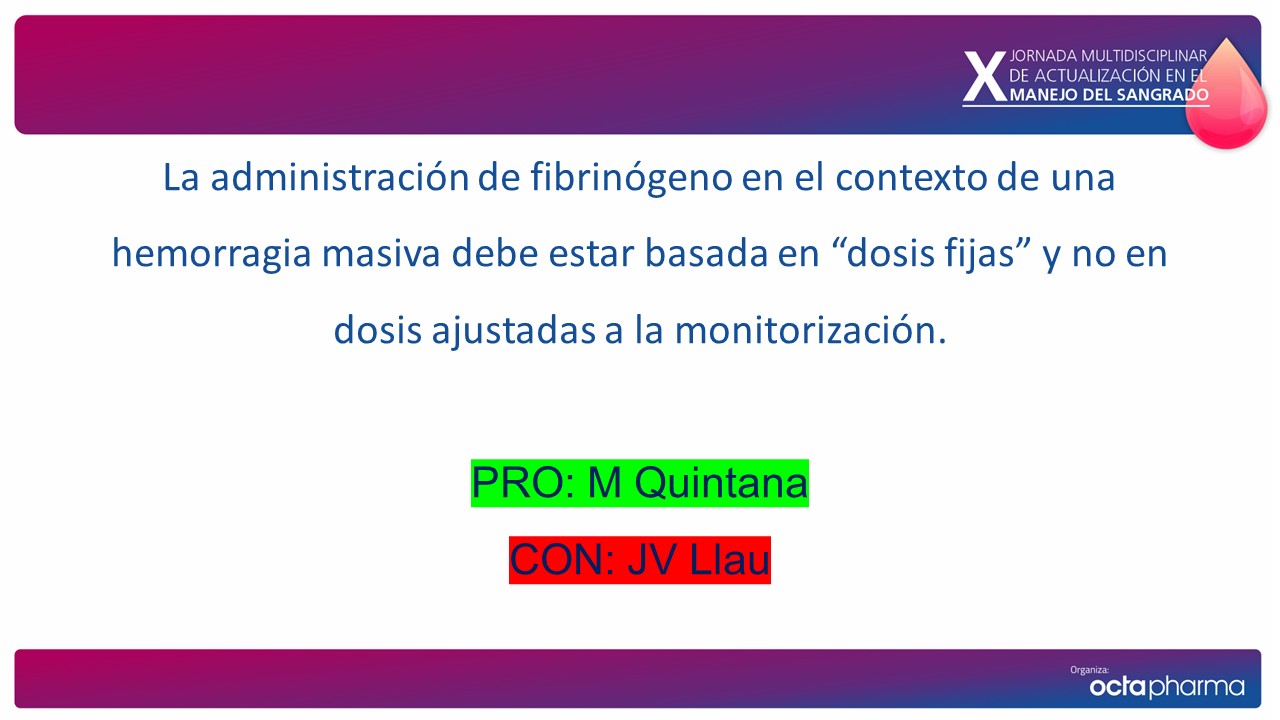 X JORNADA MULTIDISCIPLINAR
DE ACTUALIZACIÓN EN EL
MANEJO DEL SANGRADO
La administración de fibrinógeno en el contexto de una
hemorragia masiva debe estar basada en “dosis fijas” y no en
dosis ajustadas a la monitorización.
PRO: M Quintana
CON: JV Llau
Organiza:
octapharma